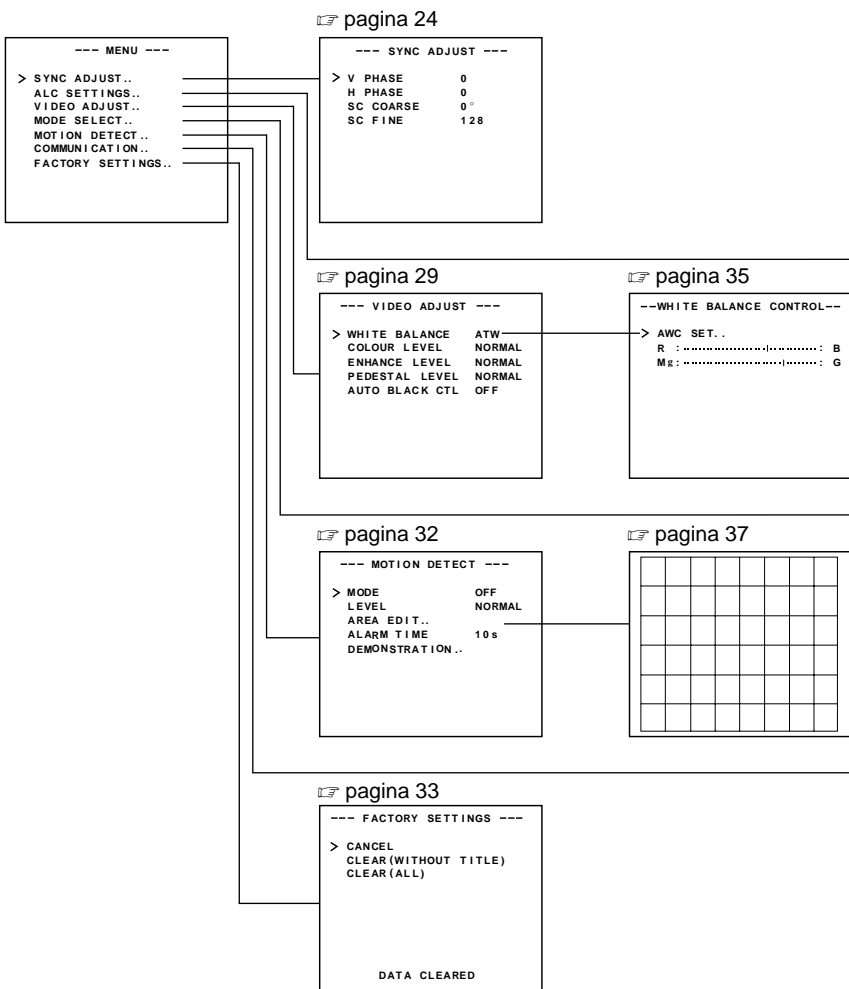 ☞ pagina 24
--- MENU ---
> SYNC ADJUST..
ALC SETTINGS..
VIDEO ADJUST..
MODE SELECT..
MOTION DETECT..
COMMUNICATION..
FACTORY SETTINGS..
--- SYNC ADJUST ---
> V PHASE 0
H PHASE 0
SC COARSE 0°
SC FINE 128
☞ pagina 29
--- VIDEO ADJUST ---
> WHITE BALANCE ATW
COLOUR LEVEL NORMAL
ENHANCE LEVEL NORMAL
PEDESTAL LEVEL NORMAL
AUTO BLACK CTL OFF
☞ pagina 35
--WHITE BALANCE CONTROL--
> AWC SET..
R :..............|.........: B
Mg:................|.......: G
☞ pagina 32
--- MOTION DETECT ---
> MODE OFF
LEVEL NORMAL
AREA EDIT..
ALARM TIME 10s
DEMONSTRATION..
☞ pagina 37
☞ pagina 33
--- FACTORY SETTINGS ---
> CANCEL
CLEAR(WITHOUT TITLE)
CLEAR(ALL)
DATA CLEARED